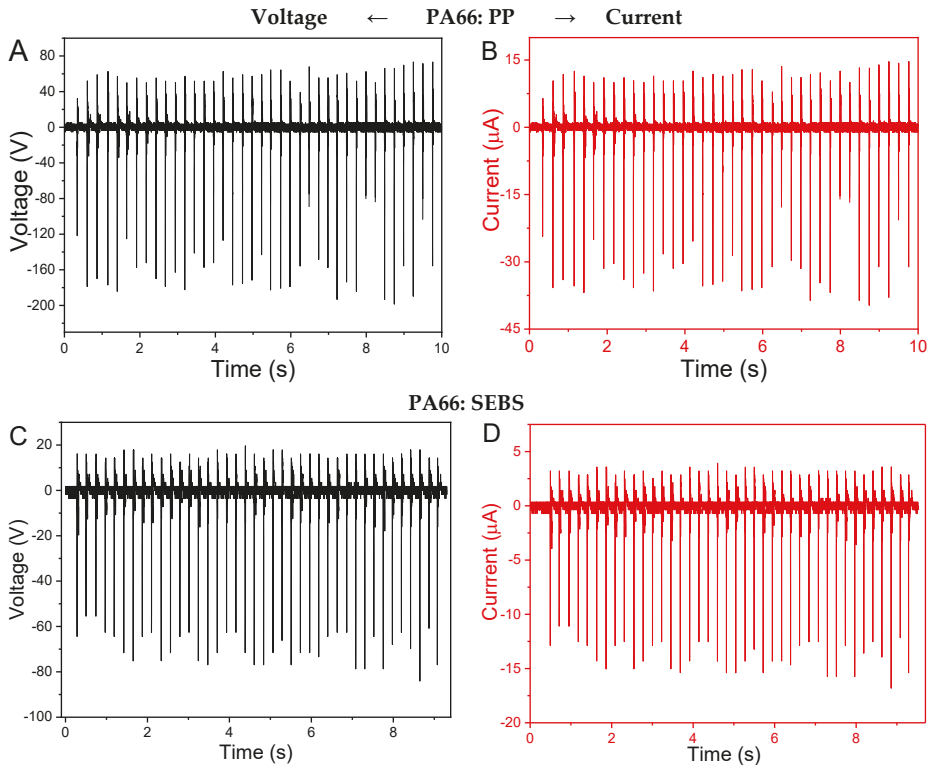 Voltage ← PA66: PP → Current
A
80
40
0
-40
-80
-120
-160
-200
Voltage (V)
0 2 4 6 8 10
Time (s)
B
15
0
-15
-30
-45
Current (μA)
0 2 4 6 8 10
Time (s)
PA66: SEBS
C
20
0
-20
-40
-60
-80
-100
Voltage (V)
0 2 4 6 8
Time (s)
D
5
0
-5
-10
-15
-20
Currrent (μA)
0 2 4 6 8
Time (s)